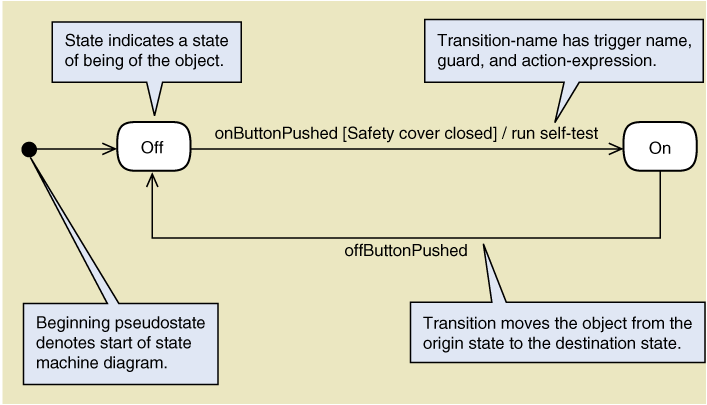 State indicates a state
of being of the object.
Transition-name has trigger name,
guard, and action-expression.
Off
onButtonPushed [Safety cover closed] / run self-test
On
offButtonPushed
Beginning pseudostate
denotes start of state
machine diagram.
Transition moves the object from the
origin state to the destination state.